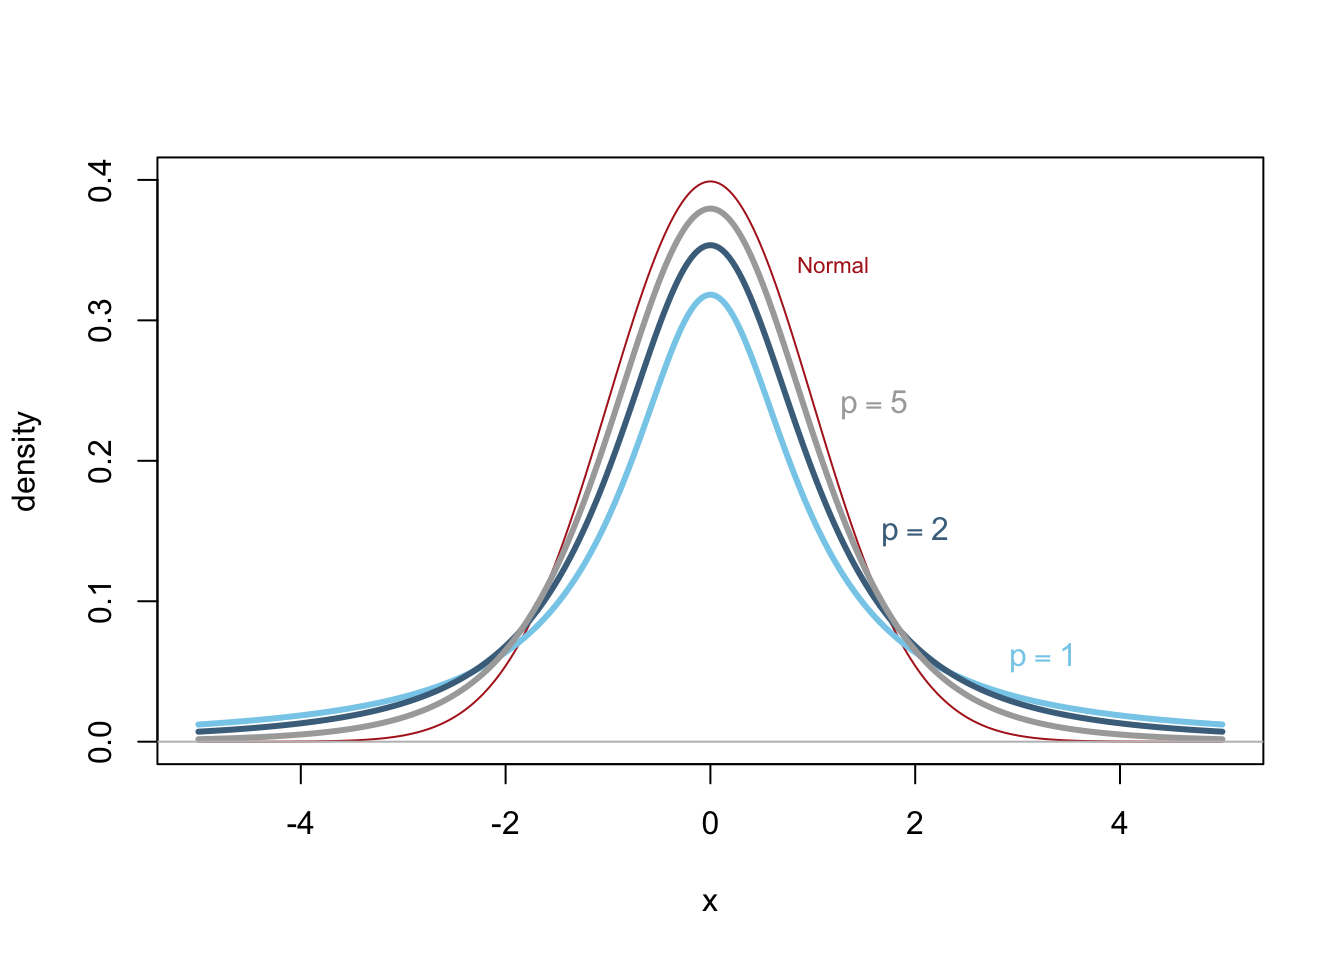 0.4
0.3
0.2
0.1
0.0
density
Normal
p = 5
p = 2
p = 1
-4 -2 0 2 4
x